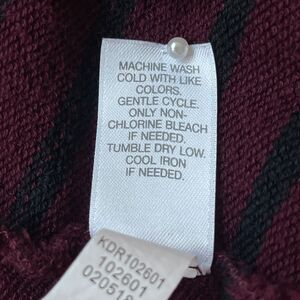 MACHINE WASH
COLD WITH LIKE
COLORS.
GENTLE CYCLE.
ONLY NON-
CHLORINE BLEACH
IF NEEDED.
TUMBLE DRY LOW.
COOL IRON
IF NEEDED.
KDR102601
102601
020518